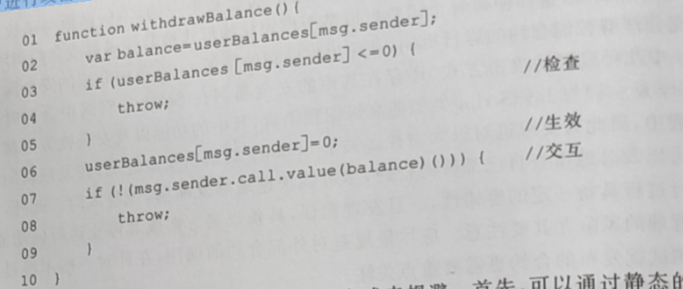 进行
01 function withdrawBalance(){
02 var balance=userBalances[msg.sender];
03 if (userBalances [msg.sender] <=0) { //检查
04 throw;
05 }
06 userBalances[msg.sender]=0; //生效
07 if (!(msg.sender.call.value(balance)())) { //交互
08 throw;
09 }
10 }
首先,可以通过静态的